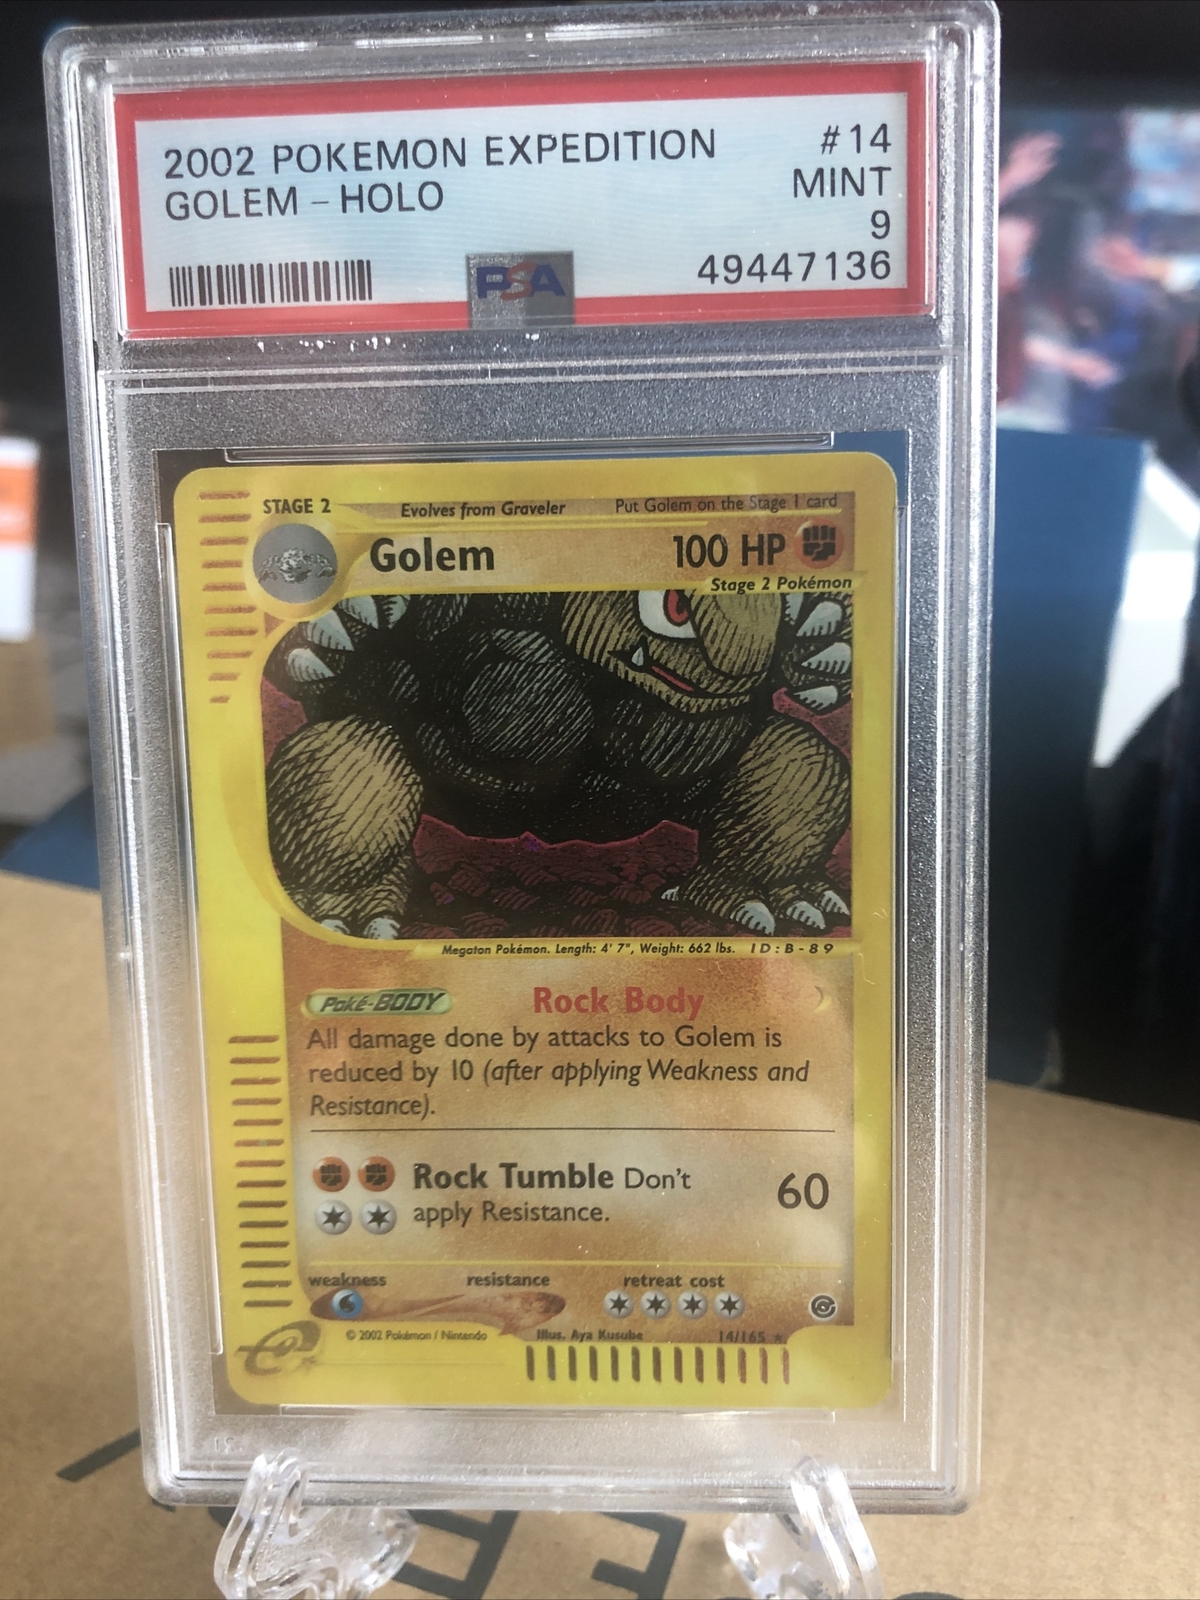 2002 POKEMON EXPEDITION #14
GOLEM – HOLO MINT
9
49447136
PSA
STAGE 2 Evolves from Graveler Put Golem on the Stage 1 card
Golem 100 HP
Stage 2 Pokémon
Megaton Pokémon. Length: 4' 7", Weight: 662 lbs. ID:B-89
Poké-BODY Rock Body
All damage done by attacks to Golem is
reduced by 10 (after applying Weakness and
Resistance).
Rock Tumble Don't
apply Resistance.
60
weakness resistance retreat cost
© 2002 Pokémon / Nintendo Illus. Aya Kusube 14/165 ★
e